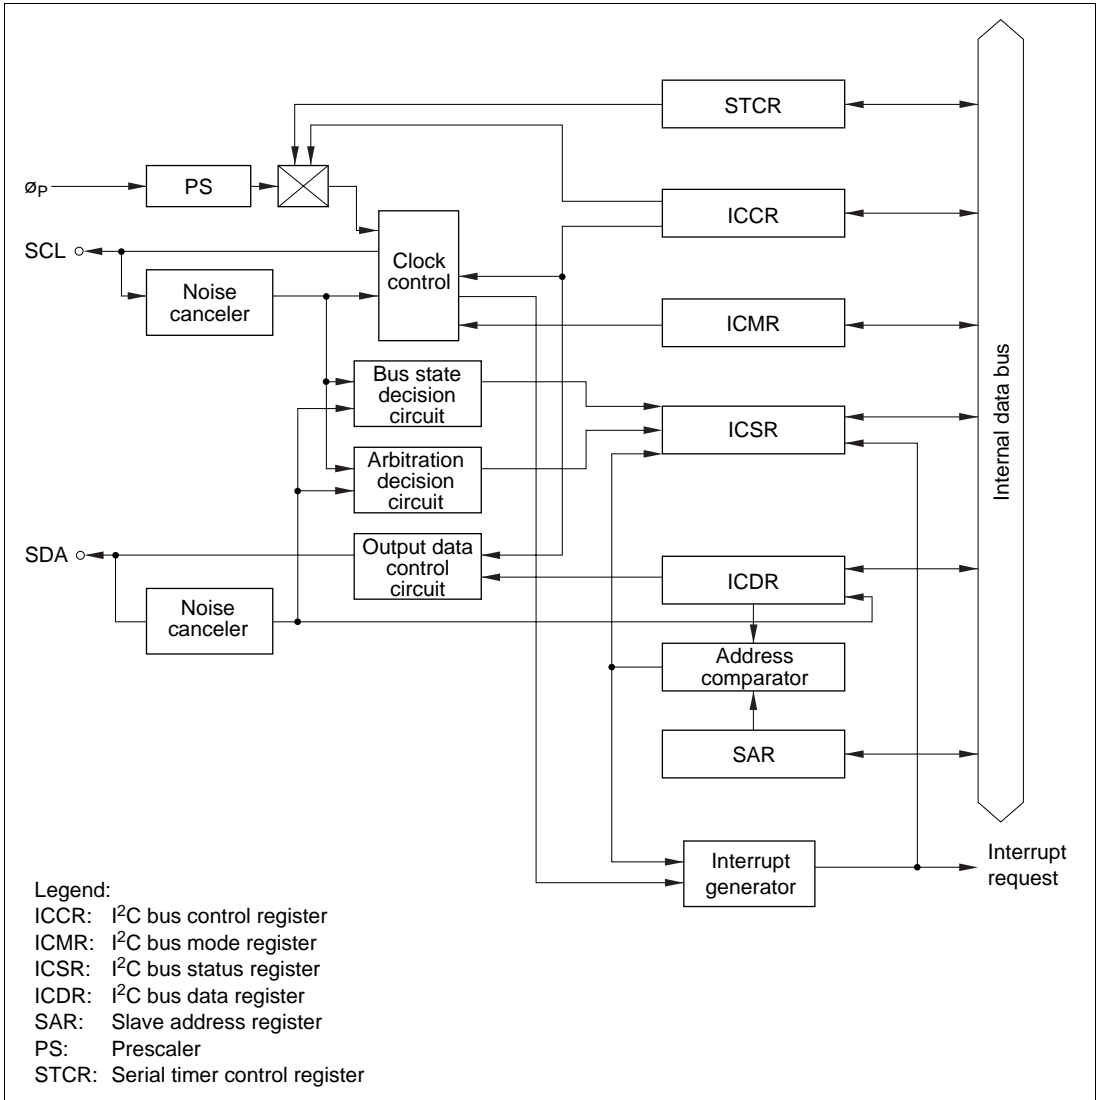 STCR
øP
PS
ICCR
SCL
Clock
control
Noise
canceler
ICMR
Bus state
decision
circuit
ICSR
Internal data bus
Arbitration
decision
circuit
SDA
Output data
control
circuit
ICDR
Noise
canceler
Address
comparator
SAR
Interrupt
generator
Interrupt
request
Legend:
ICCR: I²C bus control register
ICMR: I²C bus mode register
ICSR: I²C bus status register
ICDR: I²C bus data register
SAR: Slave address register
PS: Prescaler
STCR: Serial timer control register